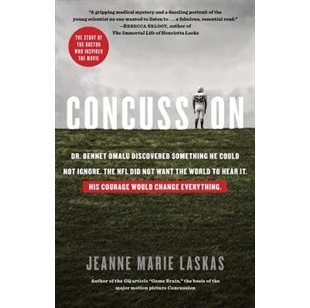 "A gripping medical mystery and a dazzling portrait of the
young scientist no one wanted to listen to . . . a fabulous, essential read."
—REBECCA SKLOOT, author of
The Immortal Life of Henrietta Lacks
THE STORY OF
THE DOCTOR
WHO INSPIRED
THE MOVIE
CONCUSSION
DR. BENNET OMALU DISCOVERED SOMETHING HE COULD
NOT IGNORE. THE NFL DID NOT WANT THE WORLD TO HEAR IT.
HIS COURAGE WOULD CHANGE EVERYTHING.
JEANNE MARIE LASKAS
Author of the GQ article "Game Brain," the basis of the
major motion picture Concussion